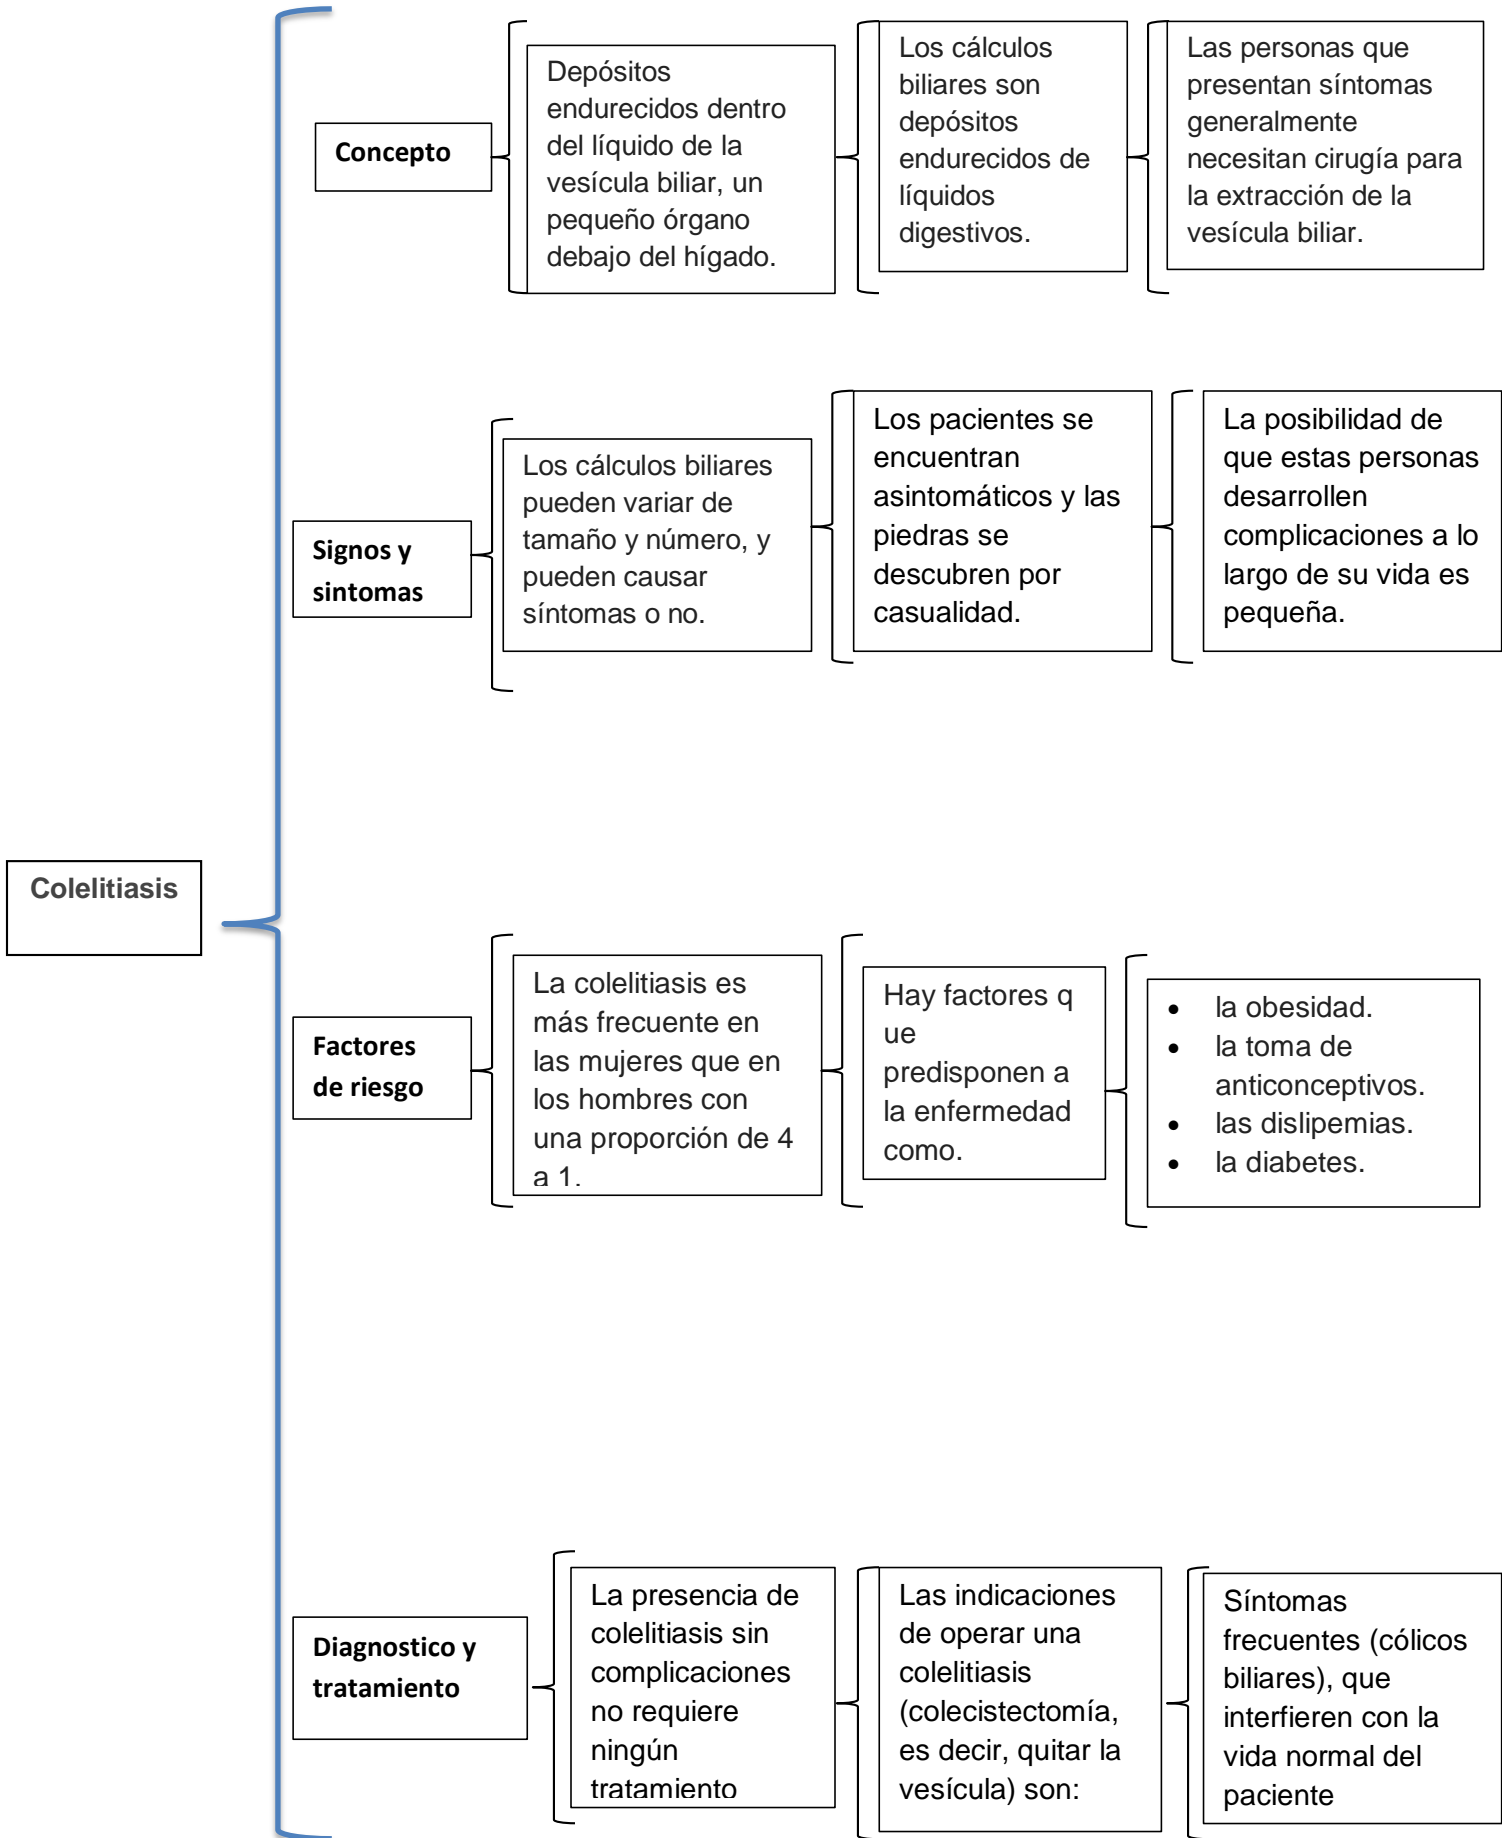 Colelitiasis
Concepto
Depósitos
endurecidos dentro
del líquido de la
vesícula biliar, un
pequeño órgano
debajo del hígado.
Los cálculos
biliares son
depósitos
endurecidos de
líquidos
digestivos.
Las personas que
presentan síntomas
generalmente
necesitan cirugía para
la extracción de la
vesícula biliar.
Signos y
sintomas
Los cálculos biliares
pueden variar de
tamaño y número, y
pueden causar
síntomas o no.
Los pacientes se
encuentran
asintomáticos y las
piedras se
descubren por
casualidad.
La posibilidad de
que estas personas
desarrollen
complicaciones a lo
largo de su vida es
pequeña.
Factores
de riesgo
La colelitiasis es
más frecuente en
las mujeres que en
los hombres con
una proporción de 4
a 1.
Hay factores q
ue
predisponen a
la enfermedad
como.
• la obesidad.
• la toma de
anticonceptivos.
• las dislipemias.
• la diabetes.
Diagnostico y
tratamiento
La presencia de
colelitiasis sin
complicaciones
no requiere
ningún
tratamiento
Las indicaciones
de operar una
colelitiasis
(colecistectomía,
es decir, quitar la
vesícula) son:
Síntomas
frecuentes (cólicos
biliares), que
interfieren con la
vida normal del
paciente